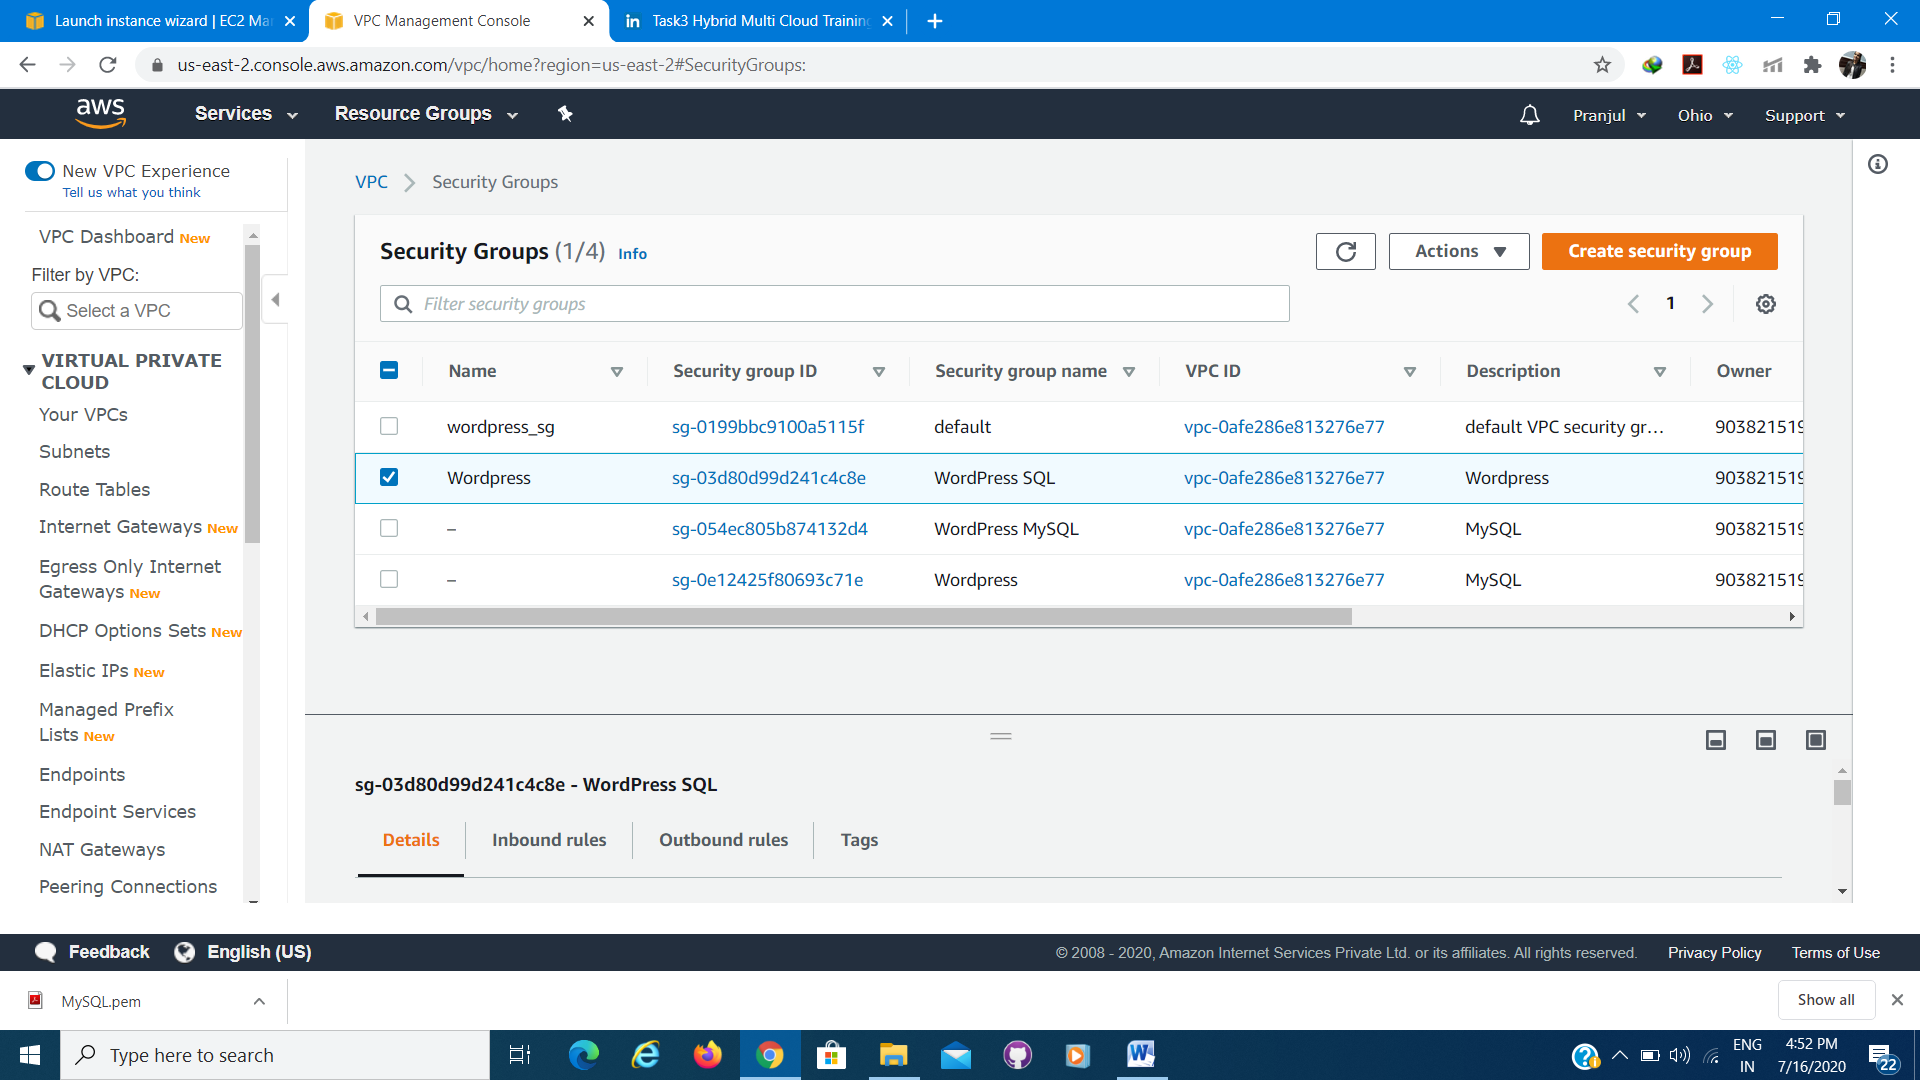 Launch instance wizard | EC2 Mar
VPC Management Console
Task3 Hybrid Multi Cloud Training
us-east-2.console.aws.amazon.com/vpc/home?region=us-east-2#SecurityGroups:
aws
Services
Resource Groups
Pranjul
Ohio
Support
New VPC Experience
Tell us what you think
VPC Dashboard New
Filter by VPC:
Select a VPC
VIRTUAL PRIVATE
CLOUD
Your VPCs
Subnets
Route Tables
Internet Gateways New
Egress Only Internet
Gateways New
DHCP Options Sets New
Elastic IPs New
Managed Prefix
Lists New
Endpoints
Endpoint Services
NAT Gateways
Peering Connections
VPC > Security Groups
Security Groups (1/4) Info
Actions
Create security group
Filter security groups
1
Name Security group ID Security group name VPC ID Description Owner
wordpress_sg sg-0199bbc9100a5115f default vpc-0afe286e813276e77 default VPC security gr... 903821519
Wordpress sg-03d80d99d241c4c8e WordPress SQL vpc-0afe286e813276e77 Wordpress 903821519
– sg-054ec805b874132d4 WordPress MySQL vpc-0afe286e813276e77 MySQL 903821519
– sg-0e12425f80693c71e Wordpress vpc-0afe286e813276e77 MySQL 903821519
sg-03d80d99d241c4c8e - WordPress SQL
Details Inbound rules Outbound rules Tags
Feedback
English (US)
© 2008 - 2020, Amazon Internet Services Private Ltd. or its affiliates. All rights reserved.
Privacy Policy
Terms of Use
MySQL.pem
Show all
Type here to search
ENG
IN
4:52 PM
7/16/2020
22